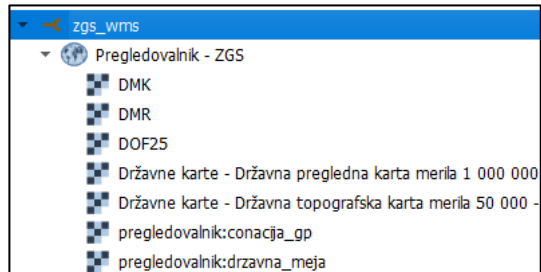 zgs_wms
Pregledovalnik - ZGS
DMK
DMR
DOF25
Državne karte - Državna pregledna karta merila 1 000 000
Državne karte - Državna topografska karta merila 50 000 -
pregledovalnik:conacija_gp
pregledovalnik:drzavna_meja